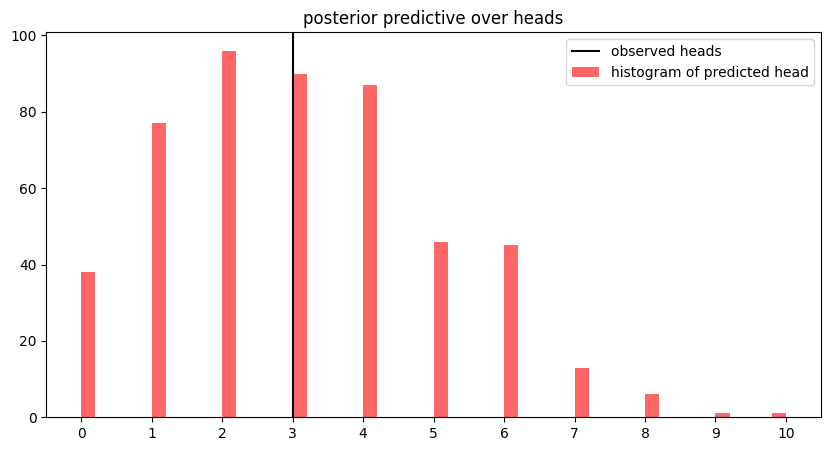 posterior predictive over heads
observed heads
histogram of predicted head
100
80
60
40
20
0
0 1 2 3 4 5 6 7 8 9 10